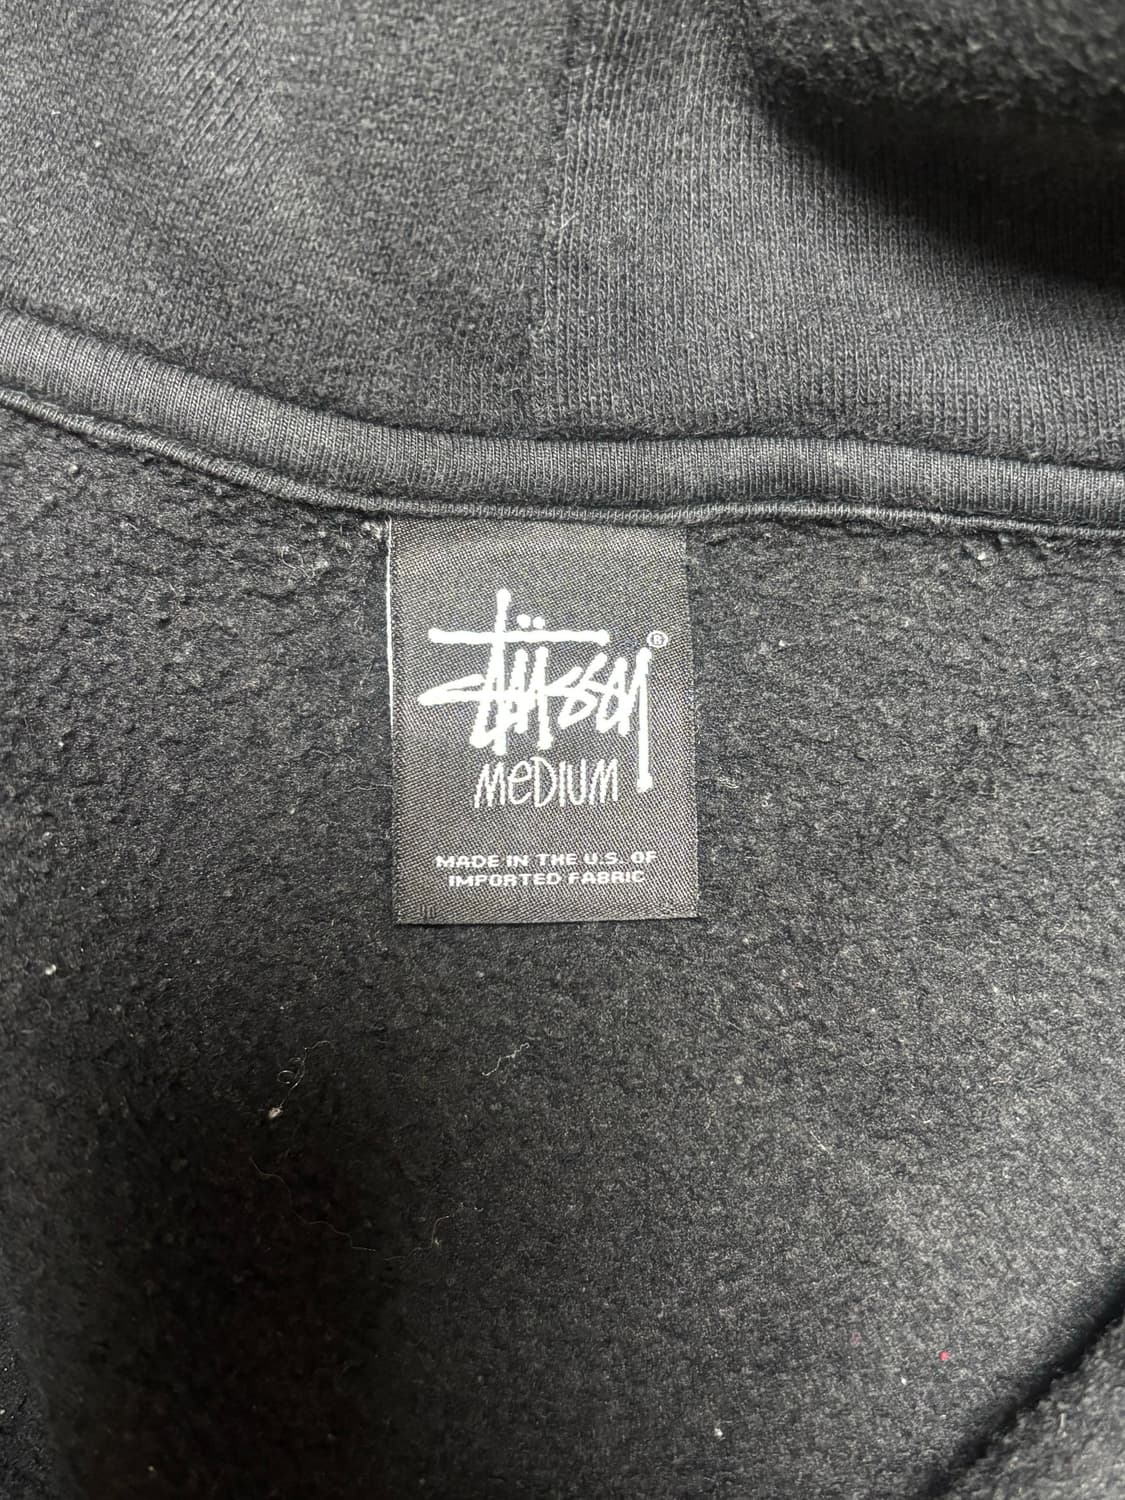 Stüssy®
MeDIUM
MADE IN THE U.S. OF
IMPORTED FABRIC